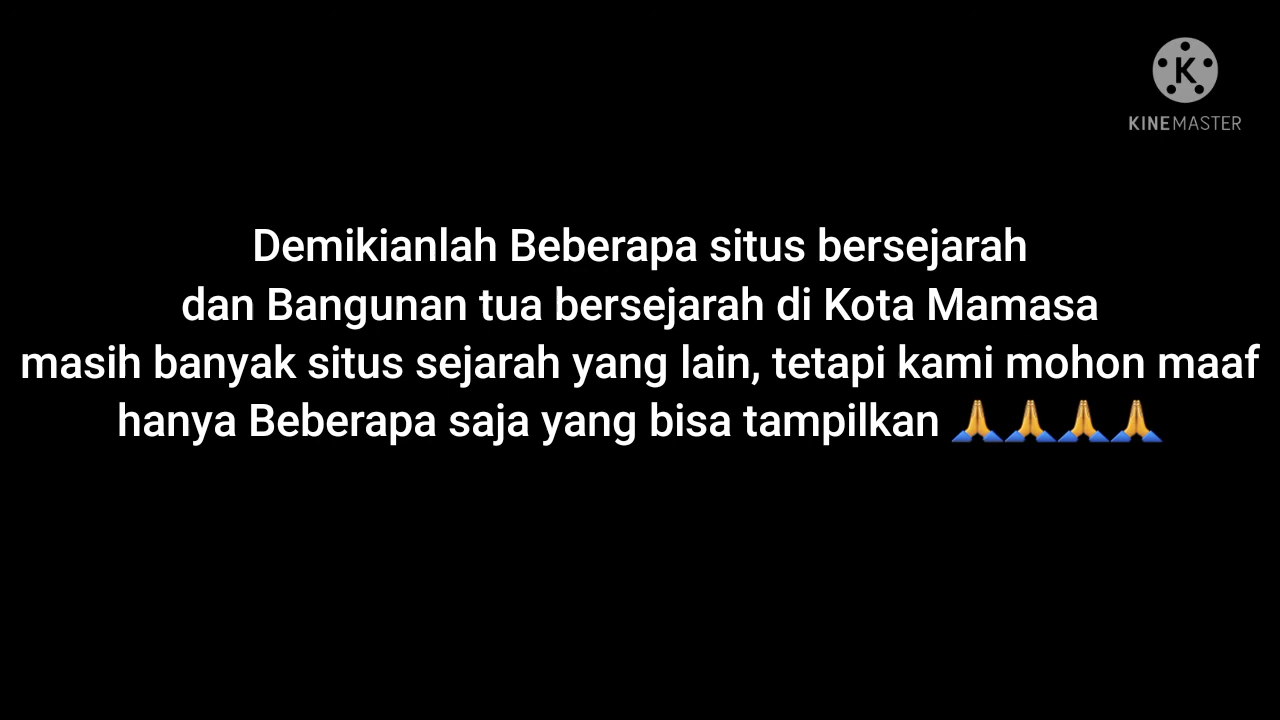 K
KINEMASTER
Demikianlah Beberapa situs bersejarah
dan Bangunan tua bersejarah di Kota Mamasa
masih banyak situs sejarah yang lain, tetapi kami mohon maaf
hanya Beberapa saja yang bisa tampilkan 🙏🙏🙏🙏